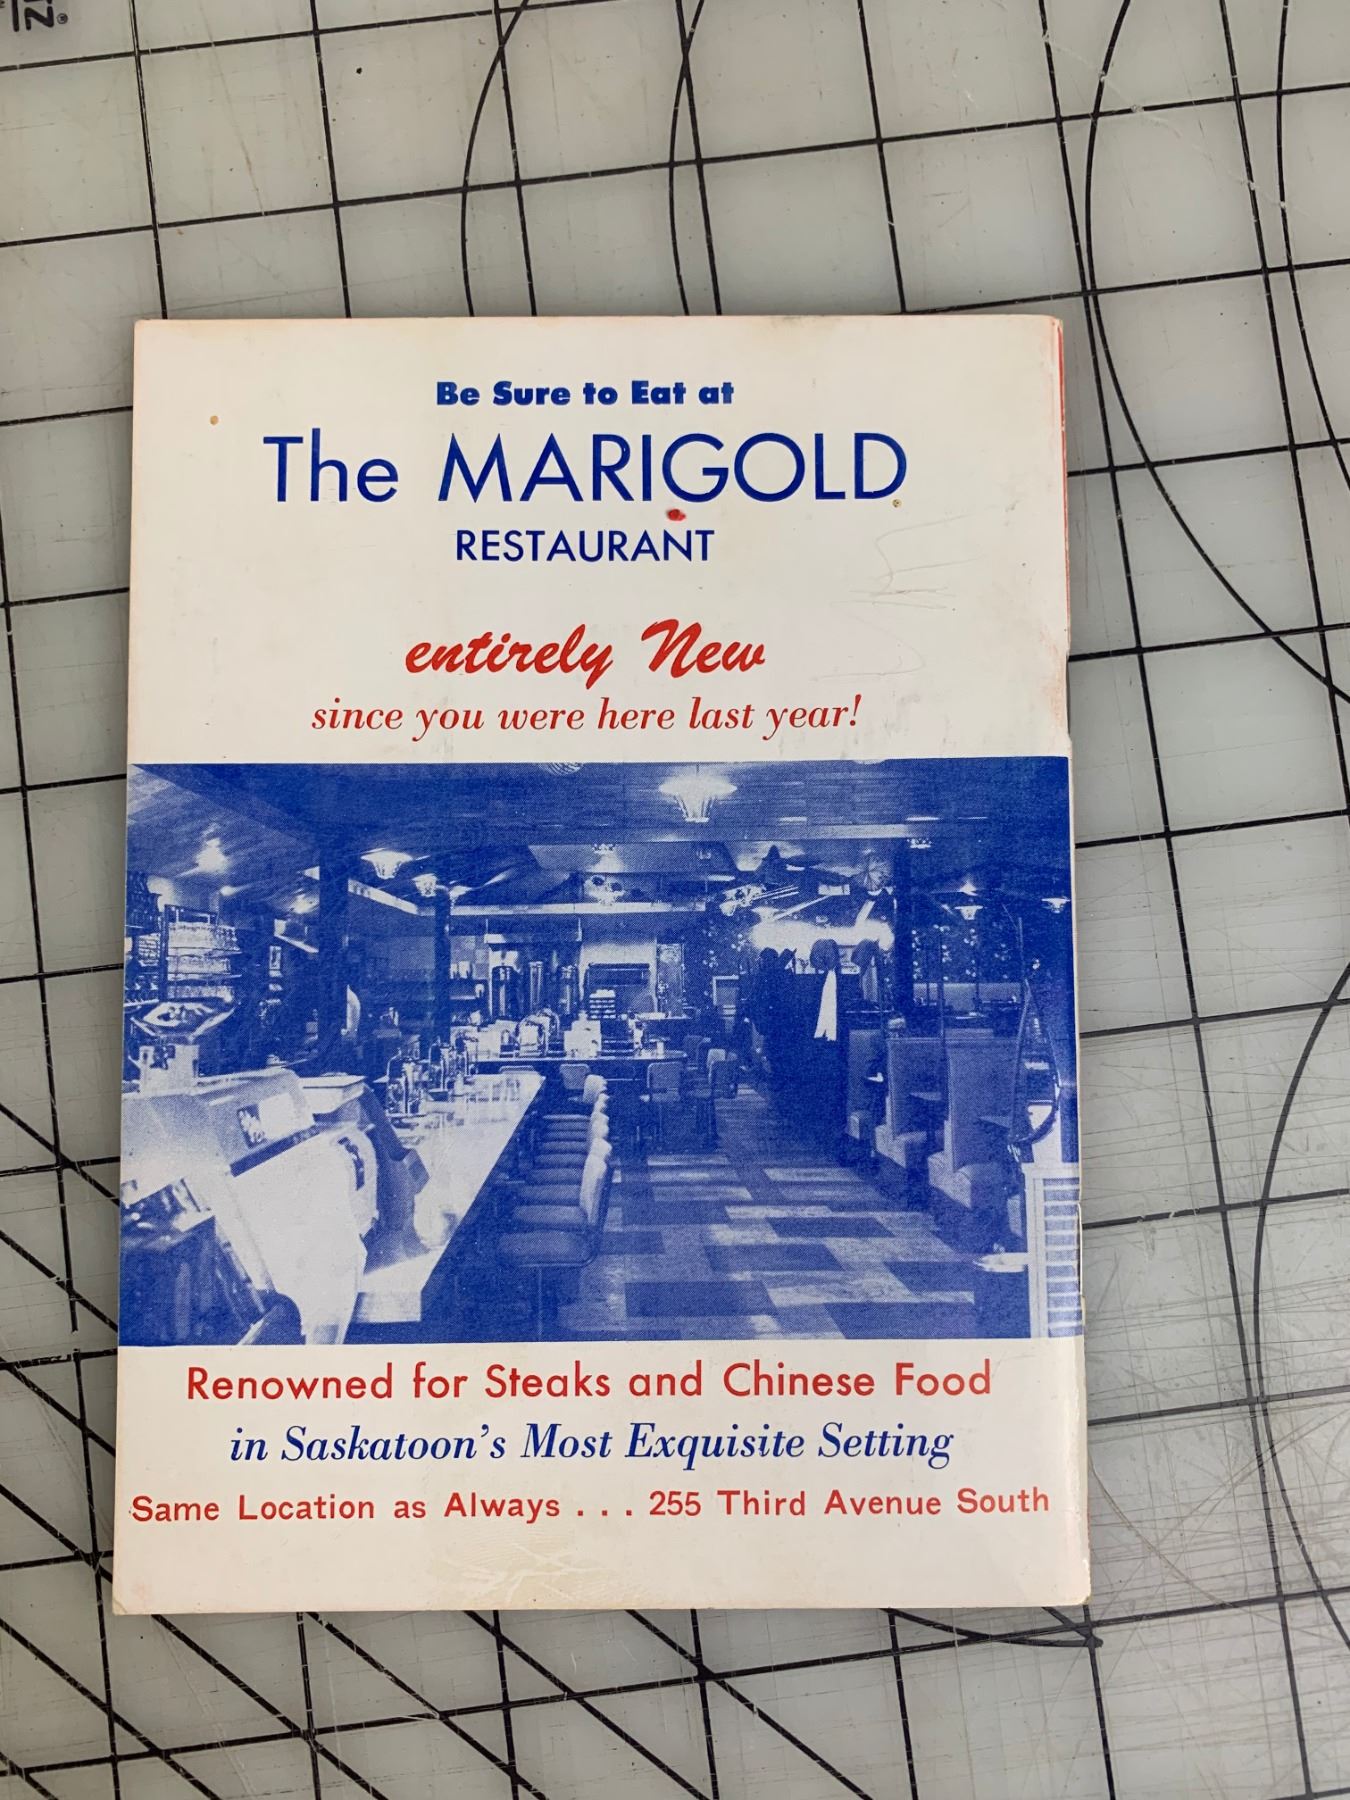 Be Sure to Eat at
The MARIGOLD
RESTAURANT
entirely New
since you were here last year!
Renowned for Steaks and Chinese Food
in Saskatoon's Most Exquisite Setting
Same Location as Always . . . 255 Third Avenue South